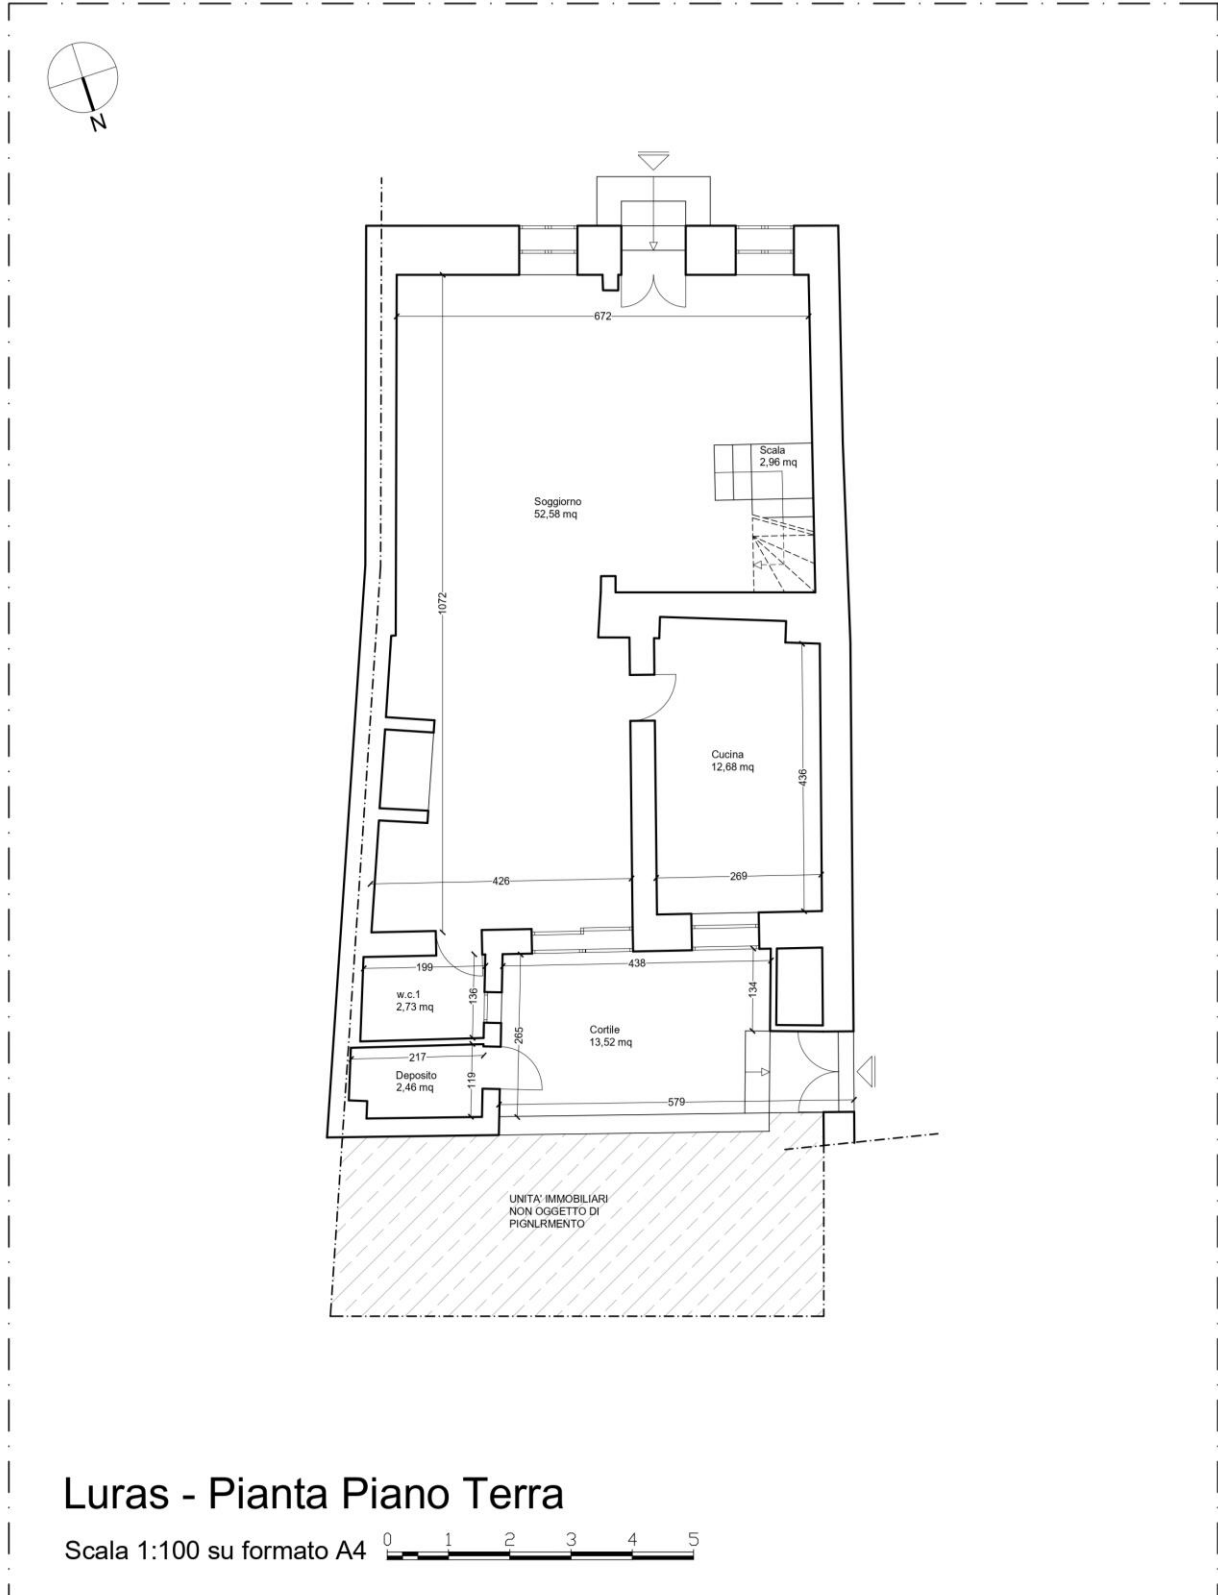 N
672
Scala
2,96 mq
Soggiorno
52,58 mq
1072
Cucina
12,68 mq
436
426
269
199
438
w.c.1
2,73 mq
136
134
265
Cortile
13,52 mq
217
Deposito
2,46 mq
119
579
UNITA' IMMOBILIARI
NON OGGETTO DI
PIGNLRMENTO
Luras - Pianta Piano Terra
Scala 1:100 su formato A4
0 1 2 3 4 5